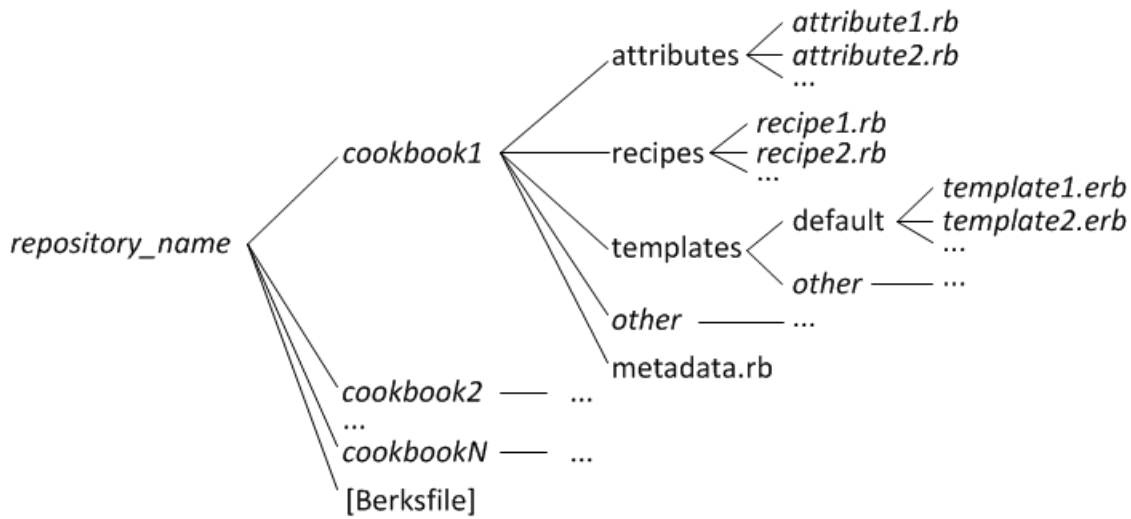 attribute1.rb
attributes
attribute2.rb
...
recipe1.rb
cookbook1
recipes
recipe2.rb
...
template1.erb
default
template2.erb
repository_name
templates
...
other
...
other
...
metadata.rb
cookbook2
...
...
cookbookN
...
[Berksfile]